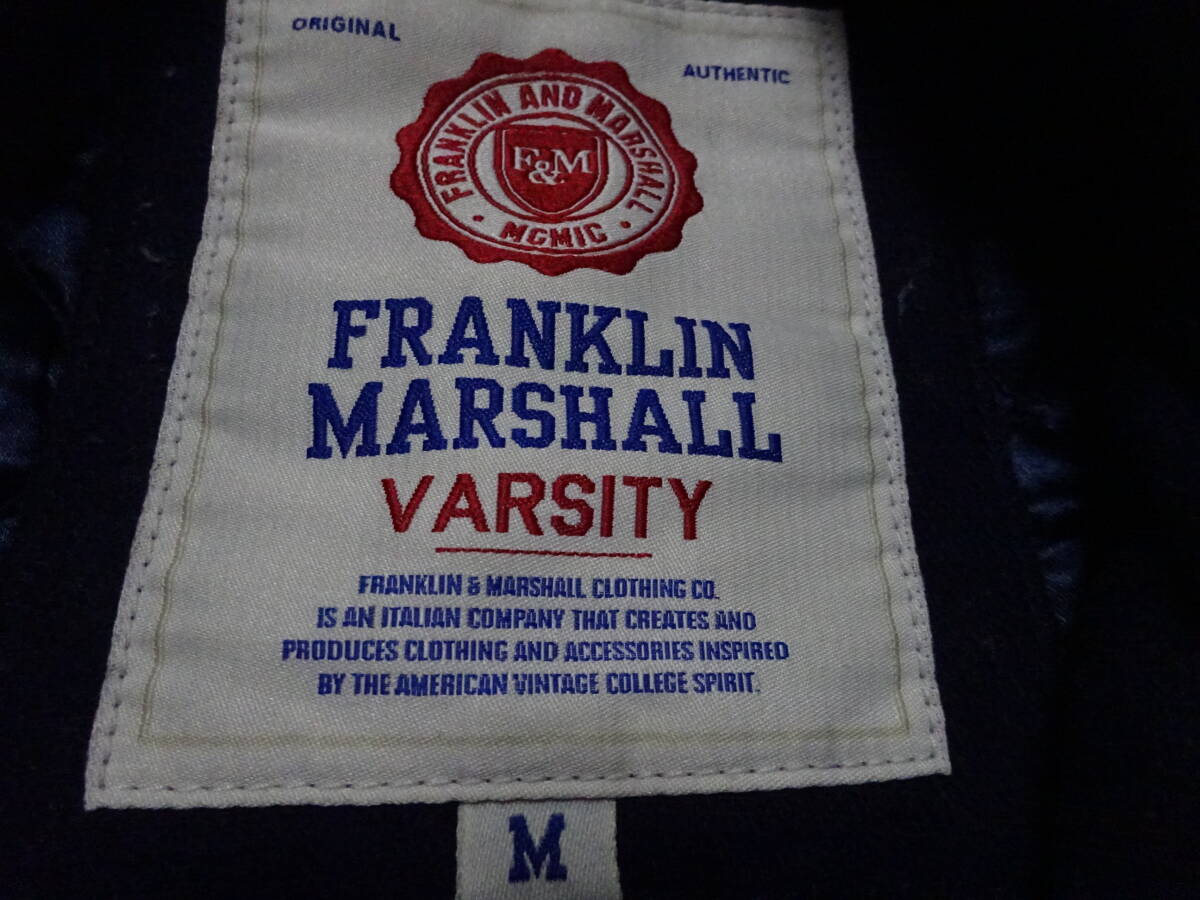 ORIGINAL
AUTHENTIC
FRANKLIN AND MARSHALL
F&M
MCMIC
FRANKLIN
MARSHALL
VARSITY
FRANKLIN & MARSHALL CLOTHING CO.
IS AN ITALIAN COMPANY THAT CREATES AND
PRODUCES CLOTHING AND ACCESSORIES INSPIRED
BY THE AMERICAN VINTAGE COLLEGE SPIRIT.
M